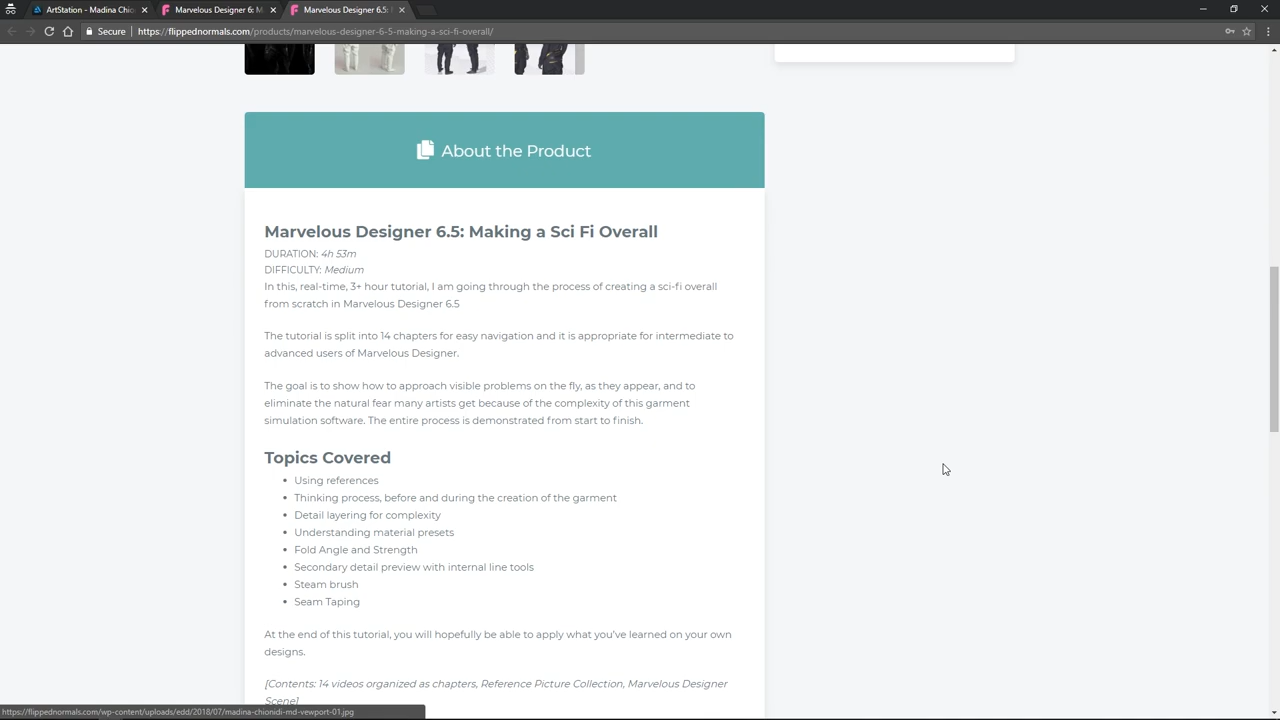 ArtStation - Madina Chio
Marvelous Designer 6: M
Marvelous Designer 6.5:
Secure
https://flippednormals.com/products/marvelous-designer-6-5-making-a-sci-fi-overall/
About the Product
Marvelous Designer 6.5: Making a Sci Fi Overall
DURATION: 4h 53m
DIFFICULTY: Medium
In this, real-time, 3+ hour tutorial, I am going through the process of creating a sci-fi overall
from scratch in Marvelous Designer 6.5
The tutorial is split into 14 chapters for easy navigation and it is appropriate for intermediate to
advanced users of Marvelous Designer.
The goal is to show how to approach visible problems on the fly, as they appear, and to
eliminate the natural fear many artists get because of the complexity of this garment
simulation software. The entire process is demonstrated from start to finish.
Topics Covered
• Using references
• Thinking process, before and during the creation of the garment
• Detail layering for complexity
• Understanding material presets
• Fold Angle and Strength
• Secondary detail preview with internal line tools
• Steam brush
• Seam Taping
At the end of this tutorial, you will hopefully be able to apply what you've learned on your own
designs.
[Contents: 14 videos organized as chapters, Reference Picture Collection, Marvelous Designer
Scene]
https://flippednormals.com/wp-content/uploads/edd/2018/07/madina-chionidi-md-vewport-01.jpg